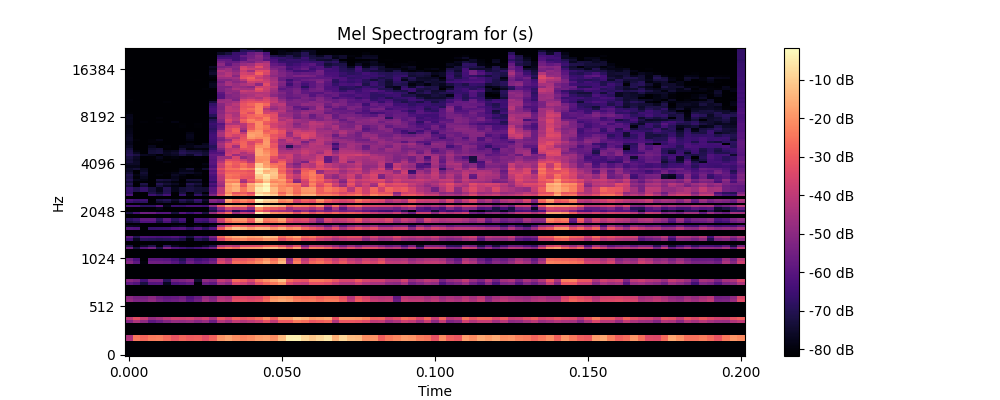 Mel Spectrogram for (s)
Hz
16384
8192
4096
2048
1024
512
0
0.000 0.050 0.100 0.150 0.200
Time
-10 dB
-20 dB
-30 dB
-40 dB
-50 dB
-60 dB
-70 dB
-80 dB